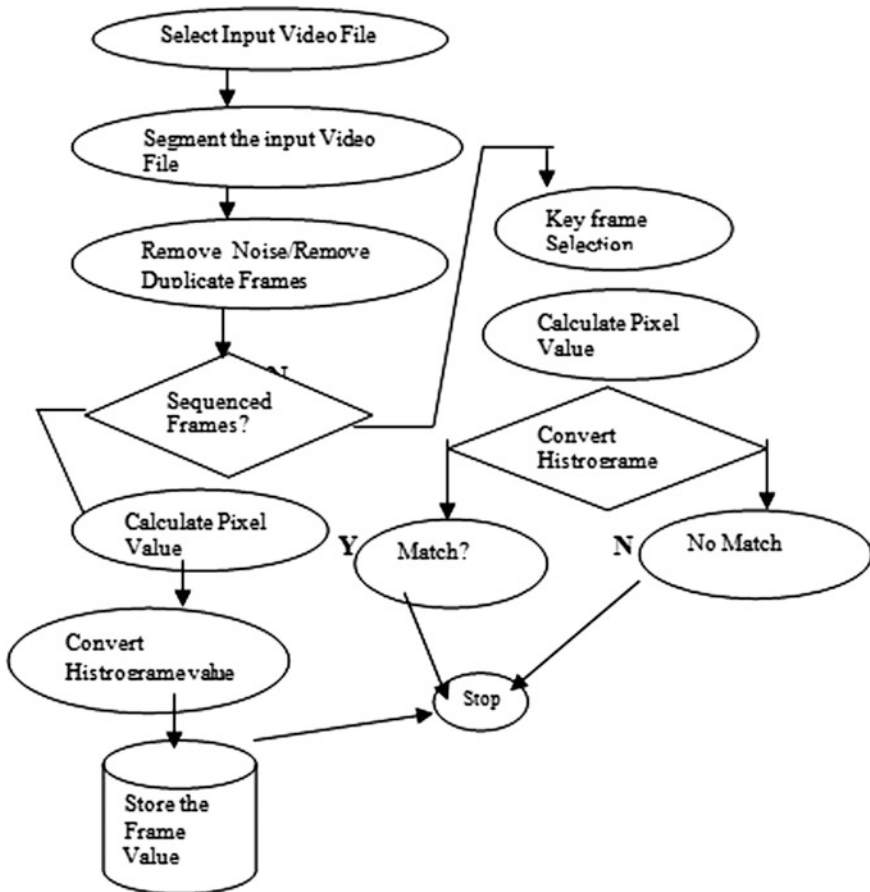 Select Input Video File
Segment the input Video
File
Remove Noise/Remove
Duplicate Frames
Sequenced
Frames?
Calculate Pixel
Value
Convert
Histrograme value
Store the
Frame
Value
Key frame
Selection
Calculate Pixel
Value
Convert
Histrograme
Y
Match?
N
No Match
Stop